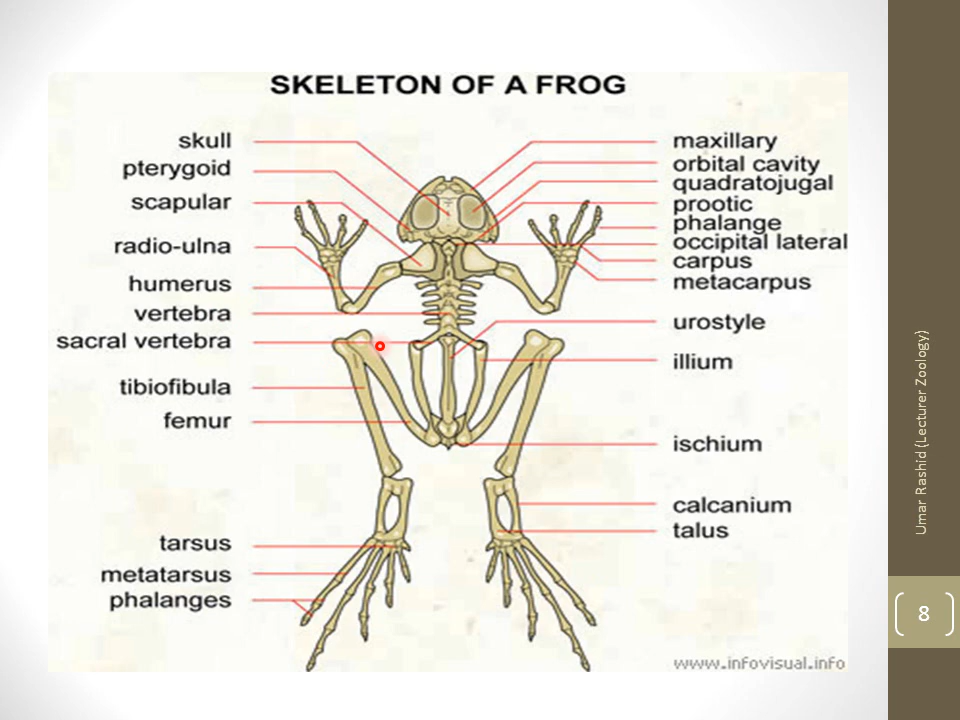 SKELETON OF A FROG
skull
pterygoid
scapular
radio-ulna
humerus
vertebra
sacral vertebra
tibiofibula
femur
tarsus
metatarsus
phalanges
maxillary
orbital cavity
quadratojugal
prootic
phalange
occipital lateral
carpus
metacarpus
urostyle
illium
ischium
calcanium
talus
www.infovisual.info
Umar Rashid (Lecturer Zoology)
8